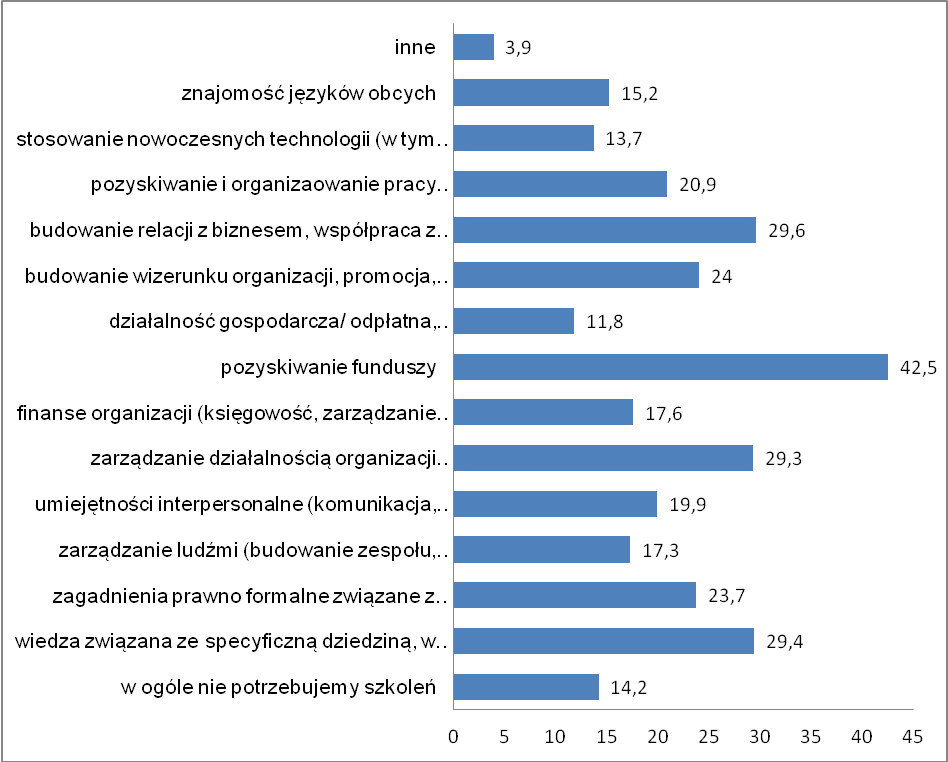 inne 3,9
znajomość języków obcych 15,2
stosowanie nowoczesnych technologii (w tym.. 13,7
pozyskiwanie i organizaowanie pracy.. 20,9
budowanie relacji z biznesem, współpraca z.. 29,6
budowanie wizerunku organizacji, promocja,.. 24
działalność gospodarcza/ odpłatna,.. 11,8
pozyskiwanie funduszy 42,5
finanse organizacji (księgowość, zarządzanie.. 17,6
zarządzanie działalnością organizacji.. 29,3
umiejętności interpersonalne (komunikacja,.. 19,9
zarządzanie ludźmi (budowanie zespołu,.. 17,3
zagadnienia prawno formalne związane z.. 23,7
wiedza związana ze specyficzną dziedziną, w.. 29,4
w ogóle nie potrzebujemy szkoleń 14,2
0 5 10 15 20 25 30 35 40 45